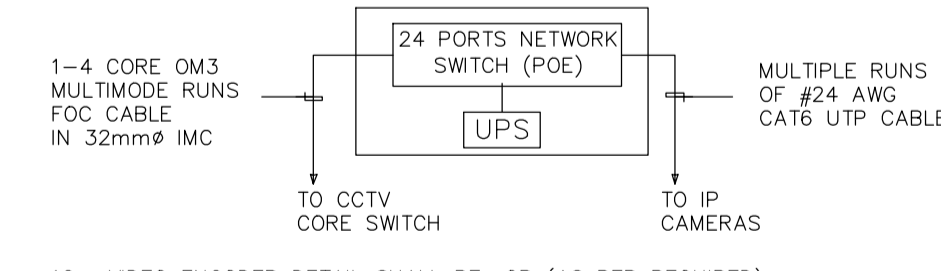 24 PORTS NETWORK
SWITCH (POE)
UPS
1-4 CORE OM3
MULTIMODE RUNS
FOC CABLE
IN 32mmø IMC
MULTIPLE RUNS
OF #24 AWG
CAT6 UTP CABLE
TO CCTV
CORE SWITCH
TO IP
CAMERAS